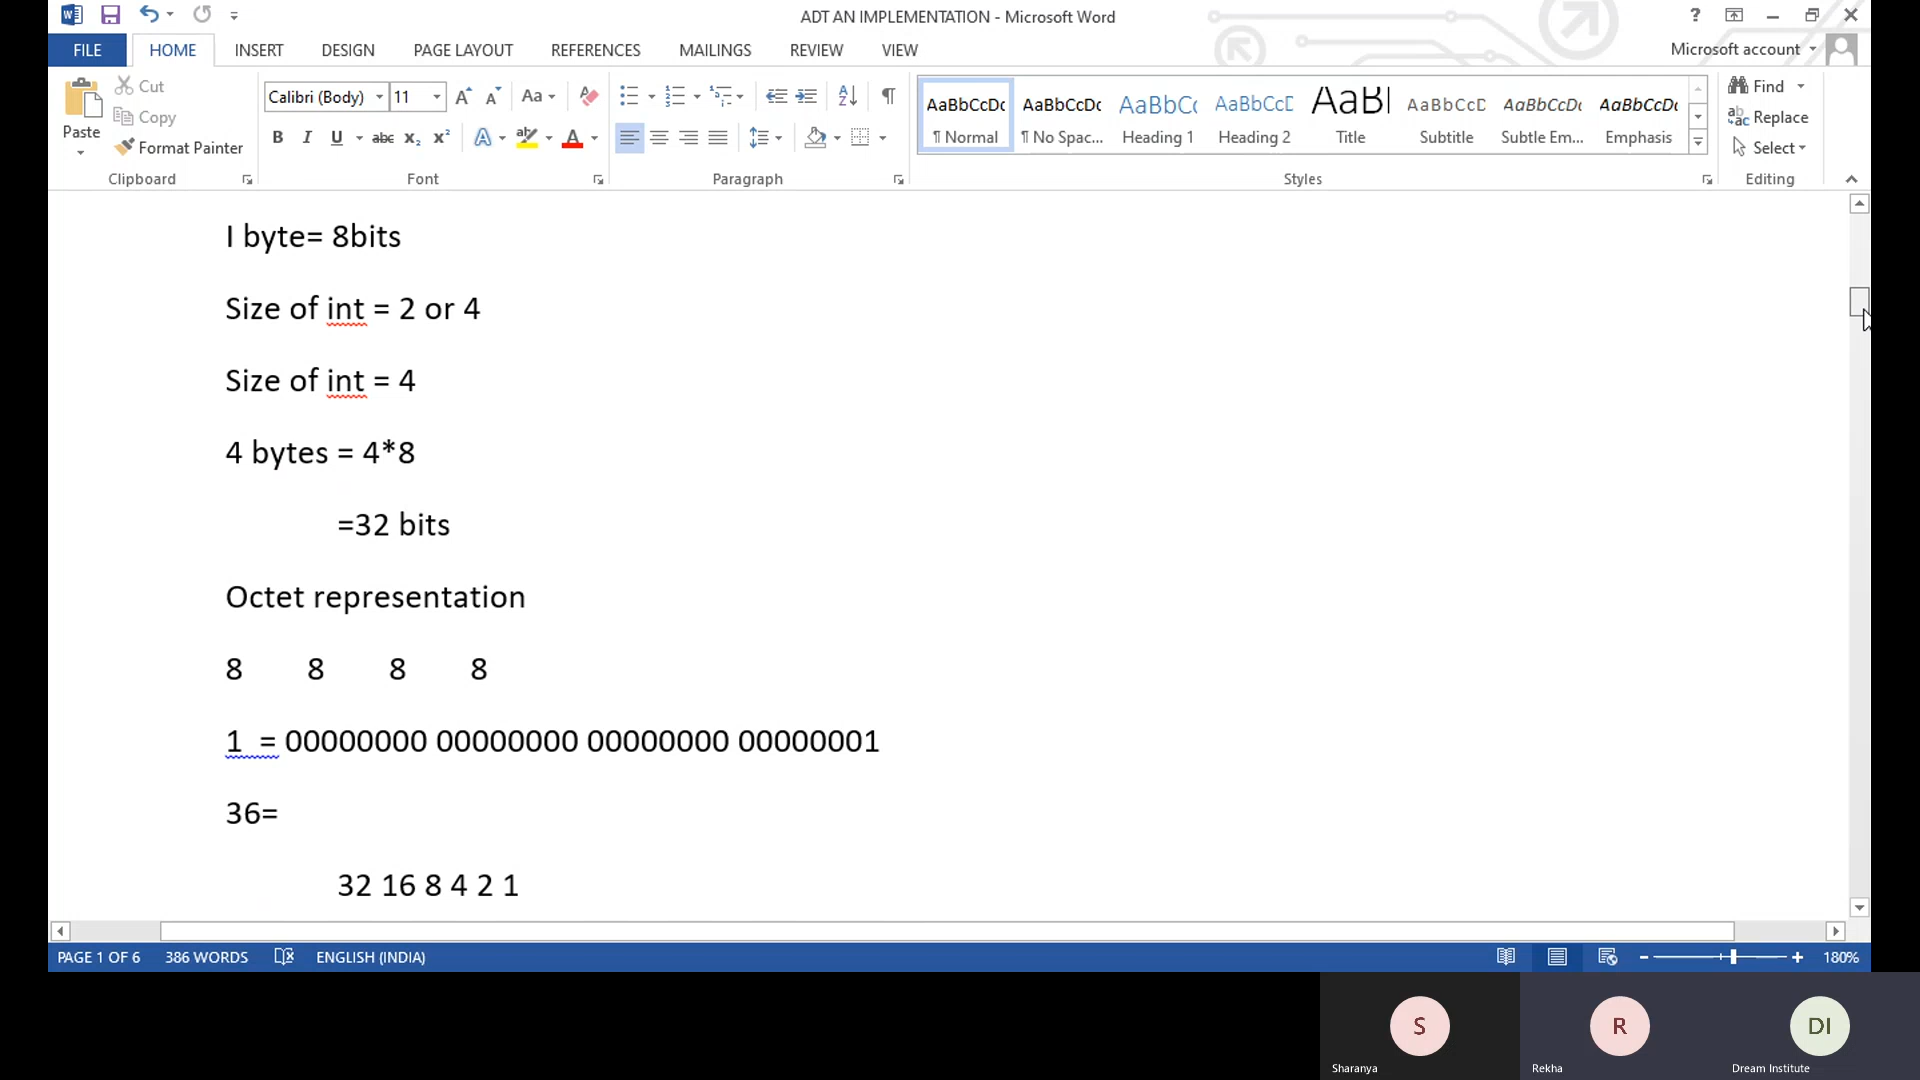 ADT AN IMPLEMENTATION - Microsoft Word
FILE HOME INSERT DESIGN PAGE LAYOUT REFERENCES MAILINGS REVIEW VIEW Microsoft account
Paste
Cut
Copy
Format Painter
Clipboard
Calibri (Body) 11 Aa
B I U abc x₂ x² A A
Font
Paragraph
AaBbCcDc AaBbCcDc AaBbCc AaBbCcD AaBl AaBbCcD AaBbCcDc AaBbCcDc
¶ Normal ¶ No Spac... Heading 1 Heading 2 Title Subtitle Subtle Em... Emphasis
Styles
Find
Replace
Select
Editing
I byte= 8bits
Size of int = 2 or 4
Size of int = 4
4 bytes = 4*8
=32 bits
Octet representation
8 8 8 8
1 = 00000000 00000000 00000000 00000001
36=
32 16 8 4 2 1
PAGE 1 OF 6 386 WORDS ENGLISH (INDIA) 180%
S R DI
Sharanya Rekha Dream Institute